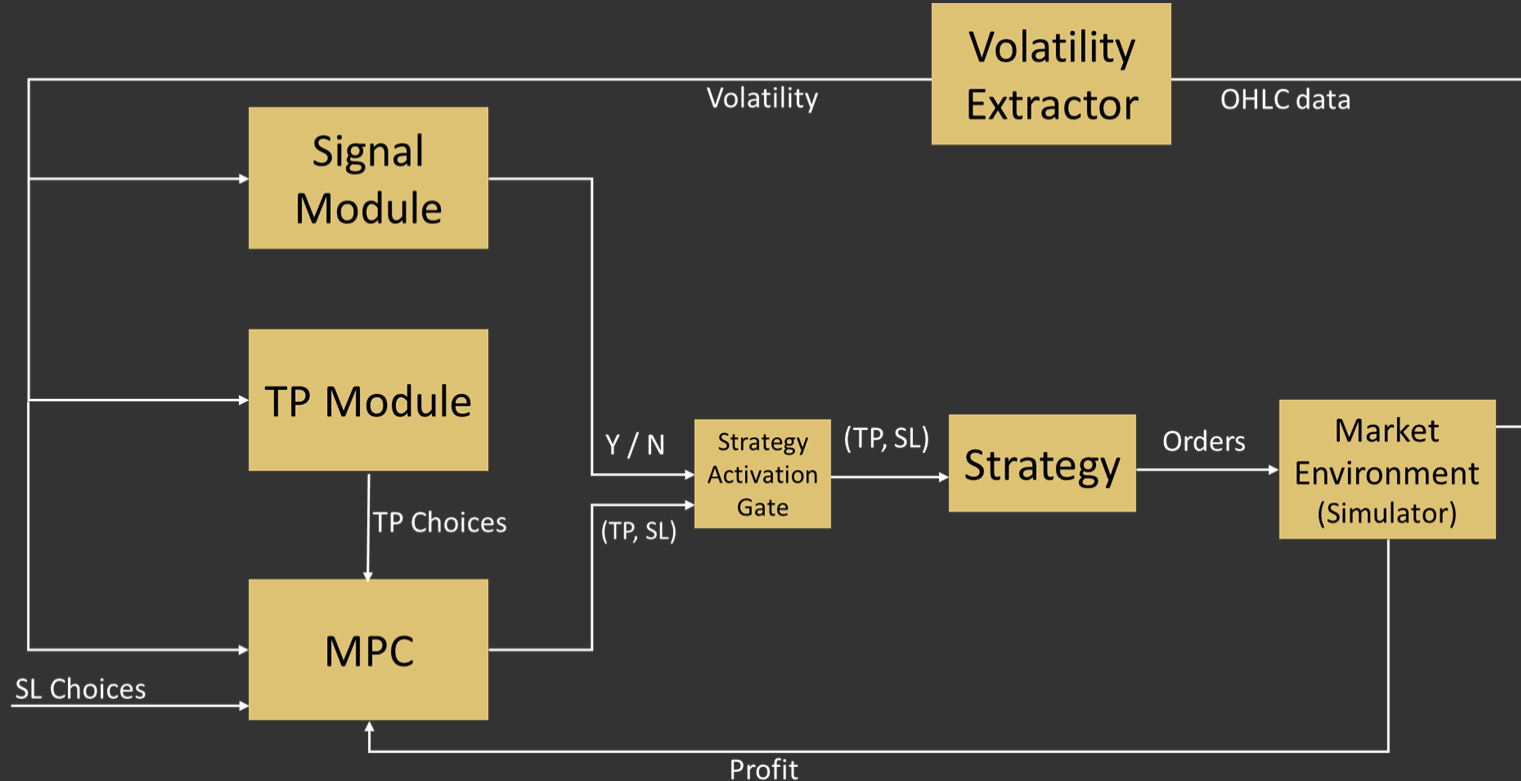 Volatility
Extractor
Volatility
OHLC data
Signal
Module
TP Module
Y / N
(TP, SL)
Strategy
Activation
Gate
Strategy
Orders
Market
Environment
(Simulator)
TP Choices
(TP, SL)
MPC
SL Choices
Profit